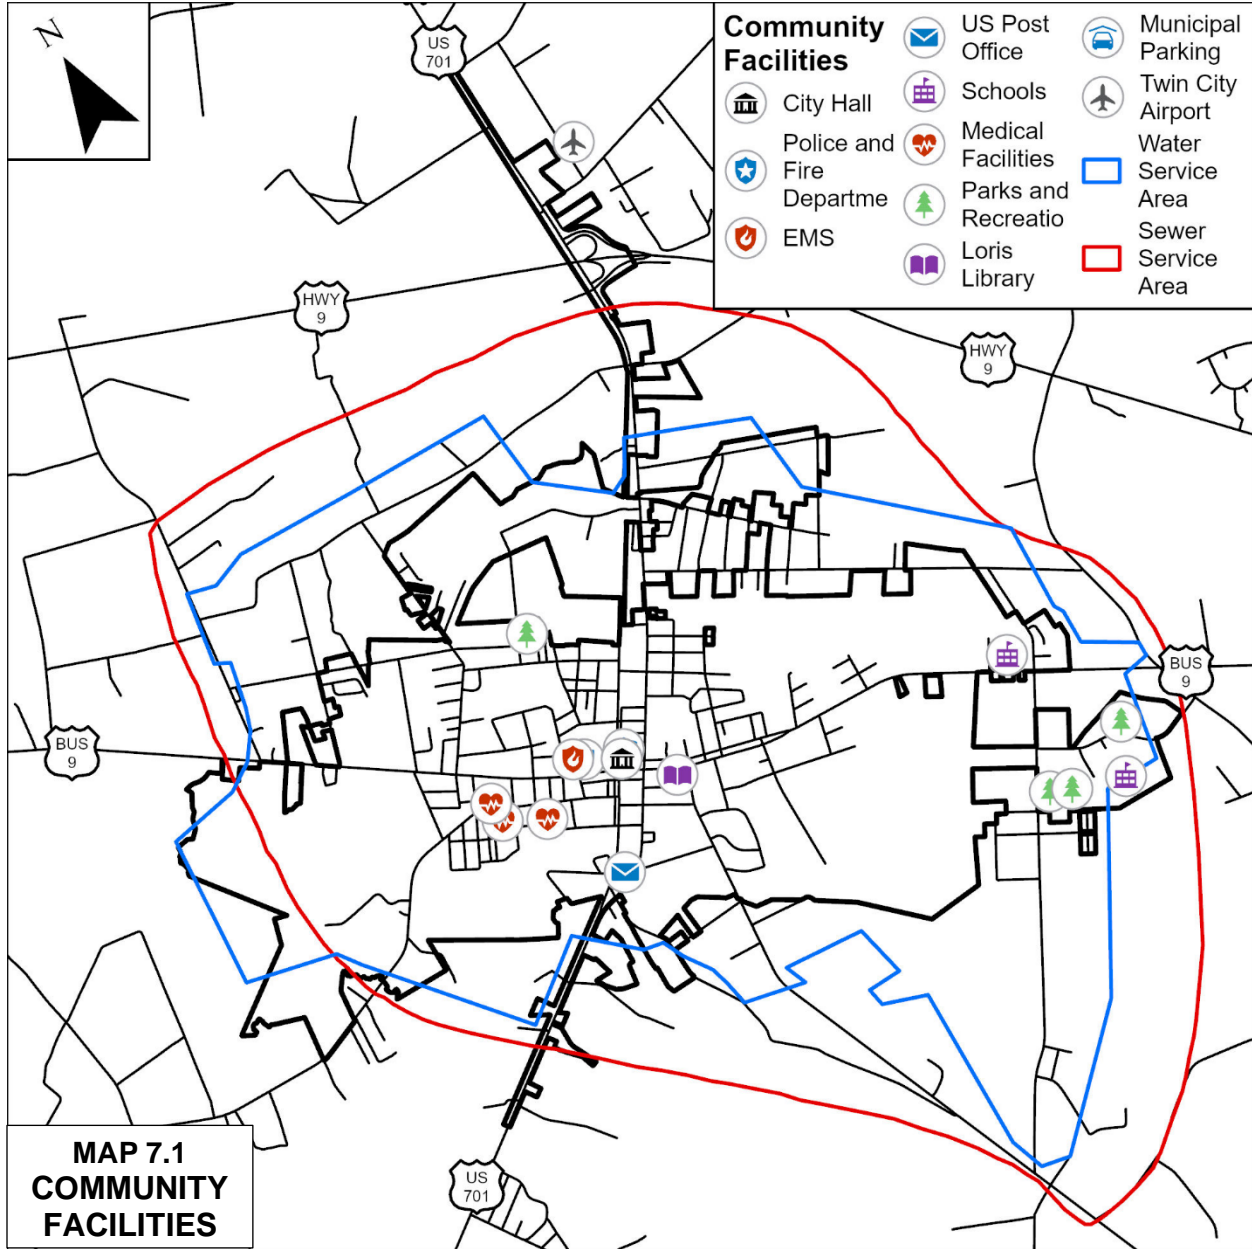 N
US
701
Community
Facilities
City Hall
Police and
Fire
Departme
EMS
US Post
Office
Schools
Medical
Facilities
Parks and
Recreatio
Loris
Library
Municipal
Parking
Twin City
Airport
Water
Service
Area
Sewer
Service
Area
HWY
9
HWY
9
BUS
9
BUS
9
US
701
MAP 7.1
COMMUNITY
FACILITIES